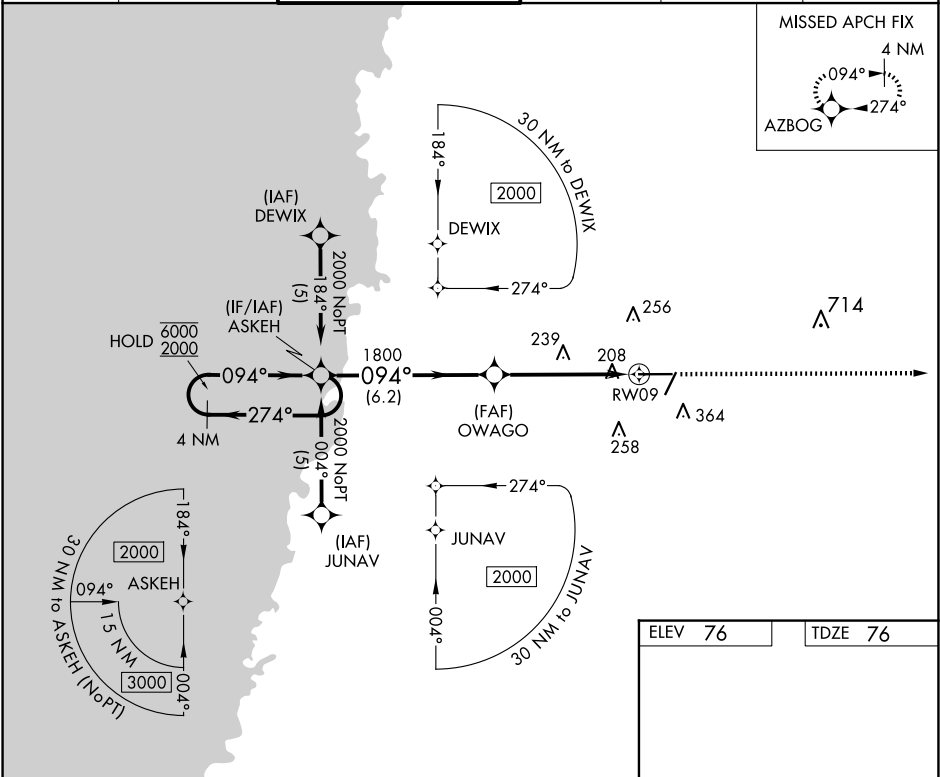 MISSED APCH FIX
4 NM
094°
274°
AZBOG
30 NM to DEWIX
184°
2000
DEWIX
274°
(IAF)
DEWIX
2000 NoPT
184°
(5)
(IF/IAF)
ASKEH
HOLD 6000
2000
094°
274°
4 NM
1800
094°
(6.2)
(FAF)
OWAGO
239
256
208
RW09
714
364
258
2000 NoPT
004°
(5)
(IAF)
JUNAV
274°
JUNAV
2000
004°
30 NM to JUNAV
184°
2000
ASKEH
094°
15 NM
3000
004°
30 NM to ASKEH (NoPT)
ELEV 76
TDZE 76